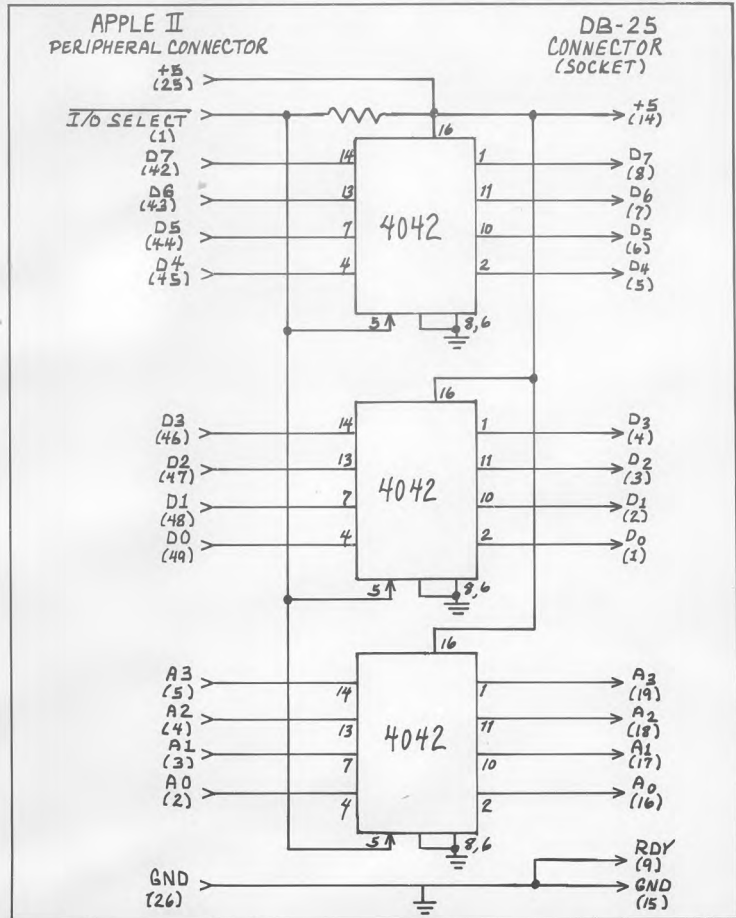 APPLE II
PERIPHERAL CONNECTOR
DB-25
CONNECTOR
(SOCKET)
+5
(25)
I/O SELECT
(1)
+5
(14)
16
D7
(42)
14
1
D7
(8)
D6
(43)
13
11
D6
(7)
4042
D5
(44)
7
10
D5
(6)
D4
(45)
4
2
D4
(5)
5
8,6
16
D3
(46)
14
1
D3
(4)
D2
(47)
13
11
D2
(3)
4042
D1
(48)
7
10
D1
(2)
D0
(49)
4
2
D0
(1)
5
8,6
16
A3
(5)
14
1
A3
(19)
A2
(4)
13
11
A2
(18)
4042
A1
(3)
7
10
A1
(17)
A0
(2)
4
2
A0
(16)
5
8,6
RDY
(9)
GND
(26)
GND
(15)